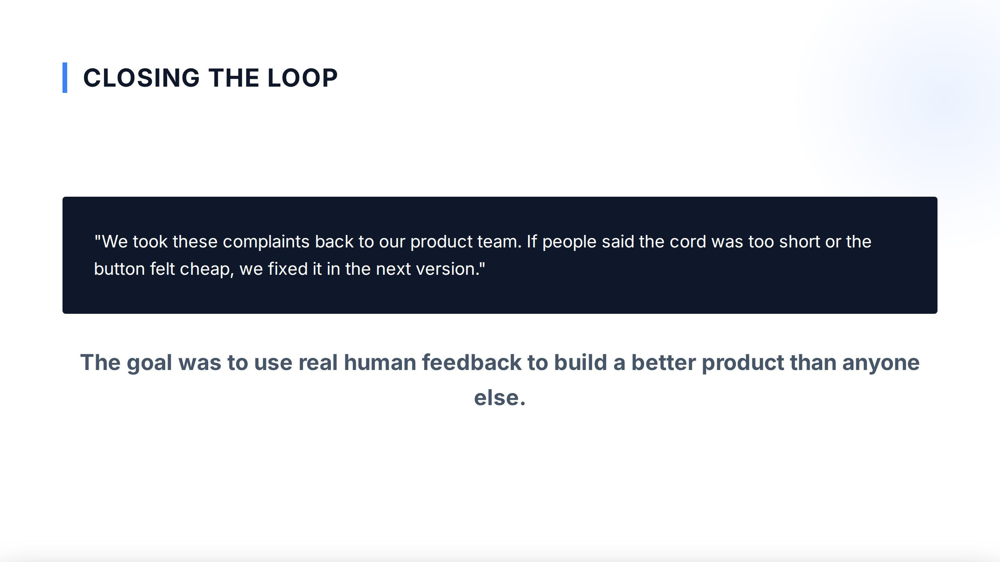 CLOSING THE LOOP
"We took these complaints back to our product team. If people said the cord was too short or the
button felt cheap, we fixed it in the next version."
The goal was to use real human feedback to build a better product than anyone
else.